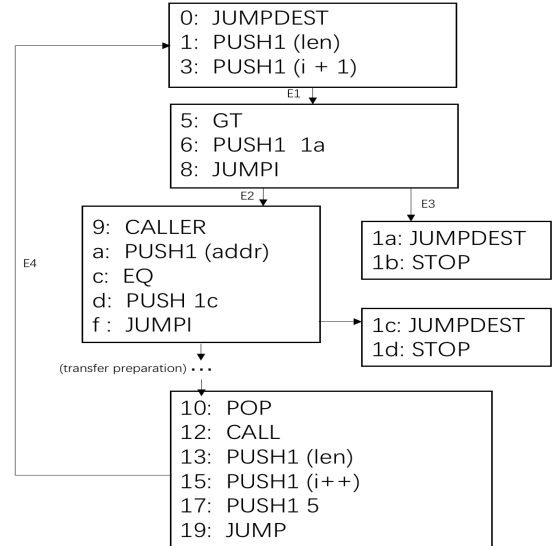 0: JUMPDEST
1: PUSH1 (len)
3: PUSH1 (i + 1)
E1
5: GT
6: PUSH1 1a
8: JUMPI
E2
E3
9: CALLER
a: PUSH1 (addr)
c: EQ
d: PUSH 1c
f : JUMPI
1a: JUMPDEST
1b: STOP
E4
1c: JUMPDEST
1d: STOP
(transfer preparation) ...
10: POP
12: CALL
13: PUSH1 (len)
15: PUSH1 (i++)
17: PUSH1 5
19: JUMP